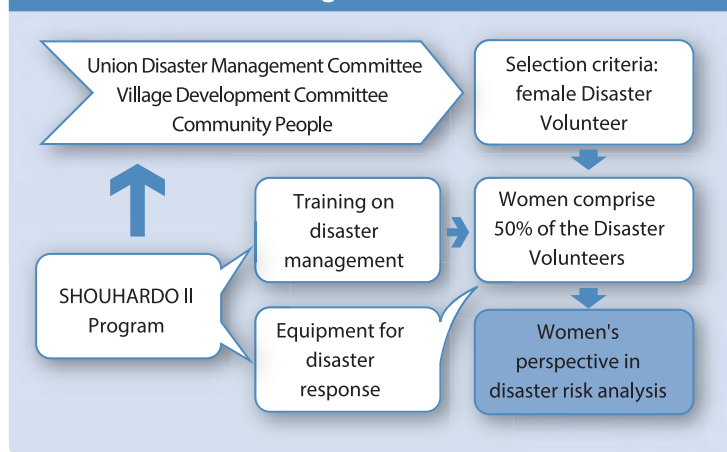 Union Disaster Management Committee
Village Development Committee
Community People
Selection criteria:
female Disaster
Volunteer
Training on
disaster
management
Women comprise
50% of the Disaster
Volunteers
SHOUHARDO II
Program
Equipment for
disaster
response
Women's
perspective in
disaster risk analysis